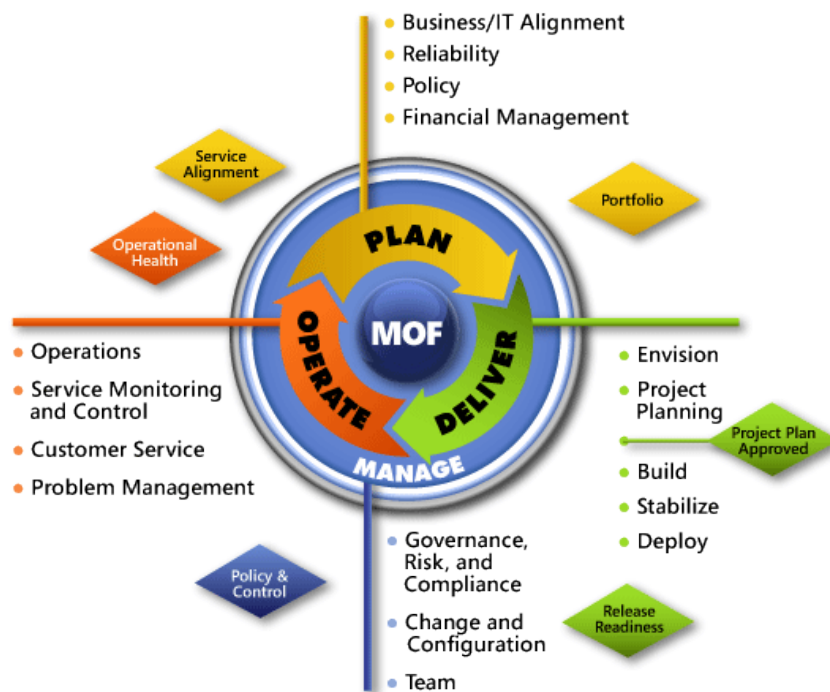 Business/IT Alignment
Reliability
Policy
Financial Management
Service
Alignment
Portfolio
Operational
Health
PLAN
MOF
OPERATE
DELIVER
MANAGE
Operations
Service Monitoring
and Control
Customer Service
Problem Management
Envision
Project
Planning
Project Plan
Approved
Build
Stabilize
Deploy
Policy &
Control
Governance,
Risk, and
Compliance
Change and
Configuration
Team
Release
Readiness